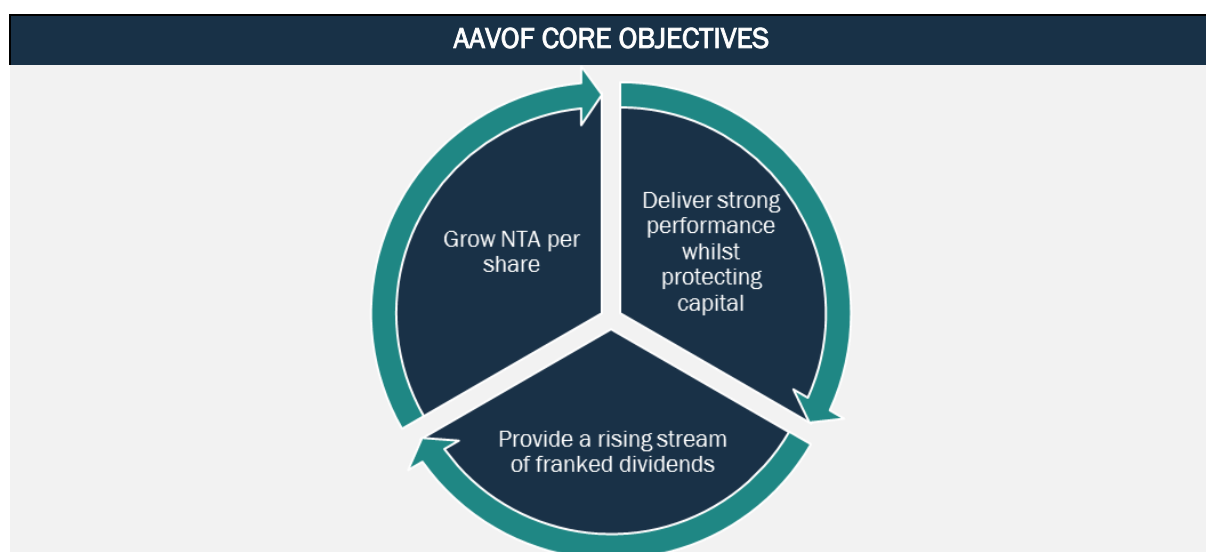 AAVOF CORE OBJECTIVES
Deliver strong
performance
whilst
protecting
capital
Provide a rising stream
of franked dividends
Grow NTA per
share